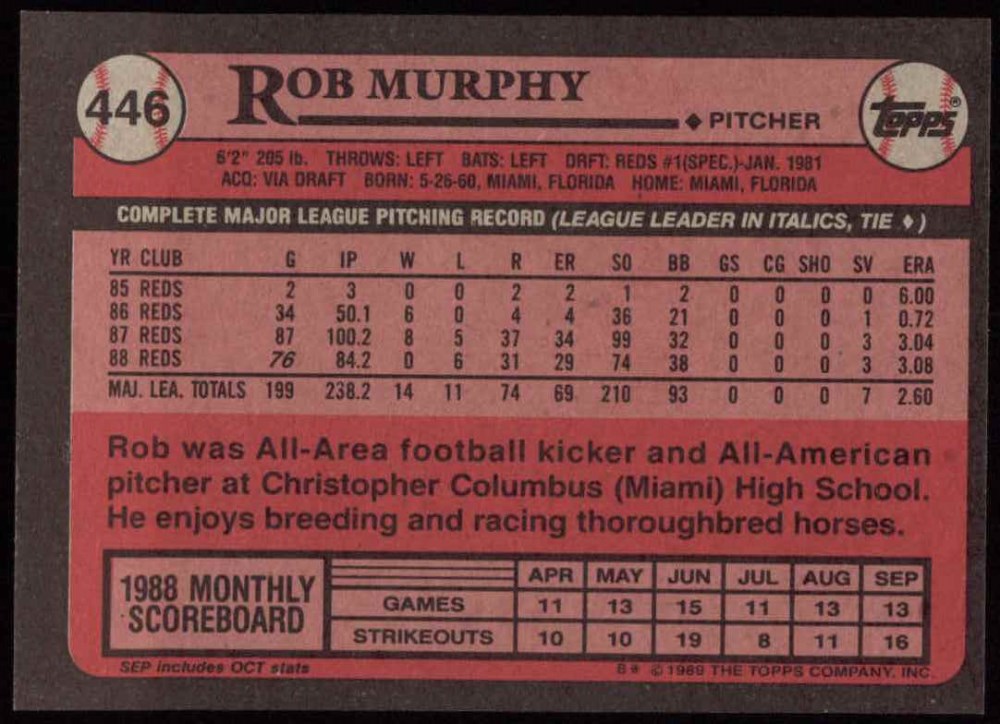 446
ROB MURPHY
♦ PITCHER
TOPPS®
6'2" 205 lb. THROWS: LEFT BATS: LEFT DRFT: REDS #1(SPEC.)-JAN. 1981
ACQ: VIA DRAFT BORN: 5-26-60, MIAMI, FLORIDA HOME: MIAMI, FLORIDA
COMPLETE MAJOR LEAGUE PITCHING RECORD (LEAGUE LEADER IN ITALICS, TIE ♦)
YR CLUB G IP W L R ER SO BB GS CG SHO SV ERA
85 REDS 2 3 0 0 2 2 1 2 0 0 0 0 6.00
86 REDS 34 50.1 6 0 4 4 36 21 0 0 0 1 0.72
87 REDS 87 100.2 8 5 37 34 99 32 0 0 0 3 3.04
88 REDS 76 84.2 0 6 31 29 74 38 0 0 0 3 3.08
MAJ. LEA. TOTALS 199 238.2 14 11 74 69 210 93 0 0 0 7 2.60
Rob was All-Area football kicker and All-American
pitcher at Christopher Columbus (Miami) High School.
He enjoys breeding and racing thoroughbred horses.
1988 MONTHLY
SCOREBOARD
APR MAY JUN JUL AUG SEP
GAMES 11 13 15 11 13 13
STRIKEOUTS 10 10 19 8 11 16
SEP includes OCT stats
B* © 1989 THE TOPPS COMPANY, INC.